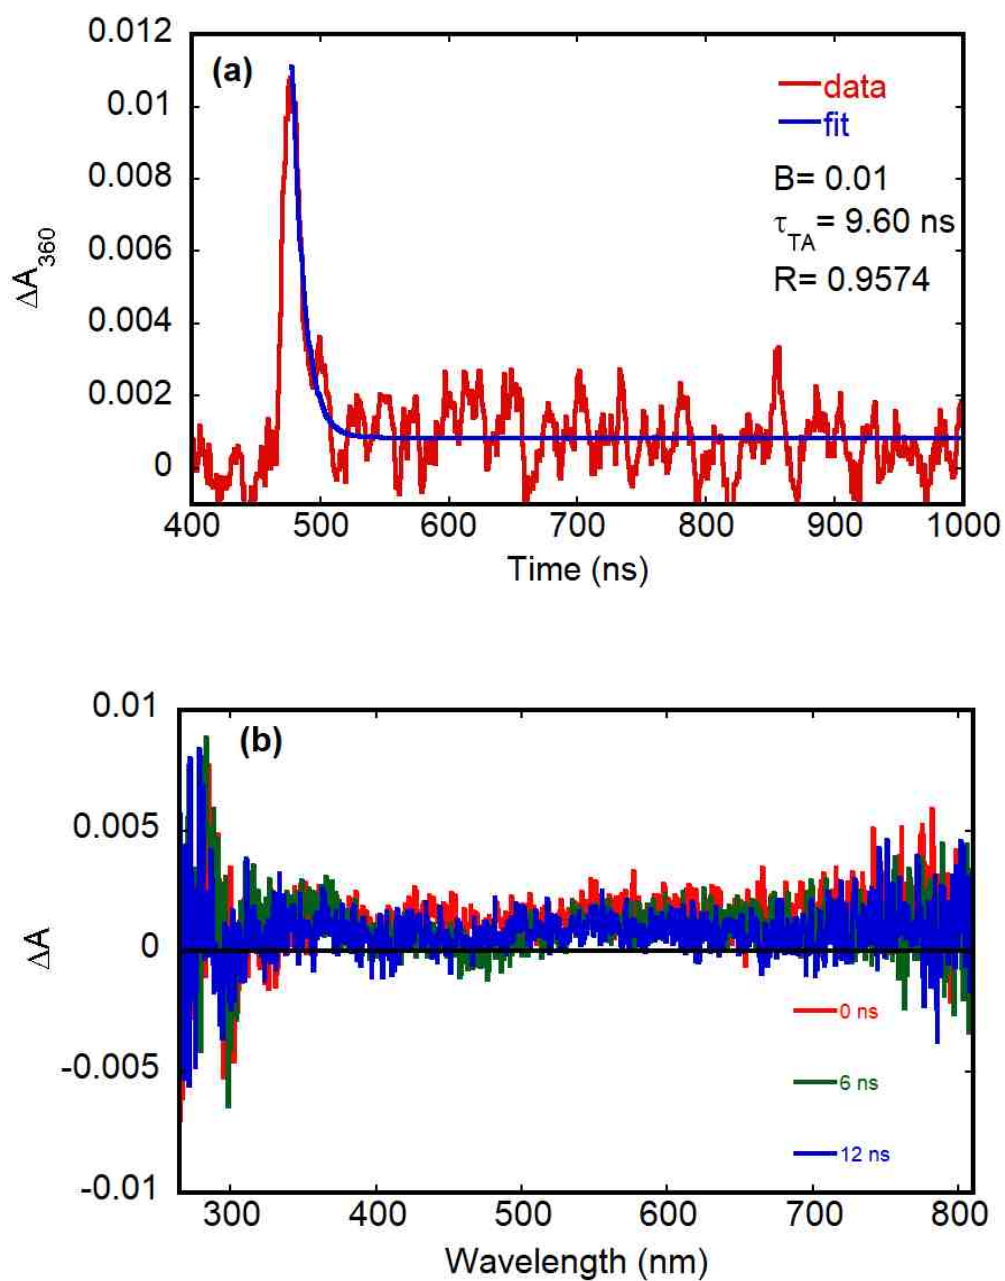 0.012
(a)
data
fit
0.01
B= 0.01
0.008
τTA= 9.60 ns
0.006
R= 0.9574
ΔA360
0.004
0.002
0
400 500 600 700 800 900 1000
Time (ns)
0.01
(b)
0.005
ΔA
0
0 ns
-0.005
6 ns
12 ns
-0.01
300 400 500 600 700 800
Wavelength (nm)